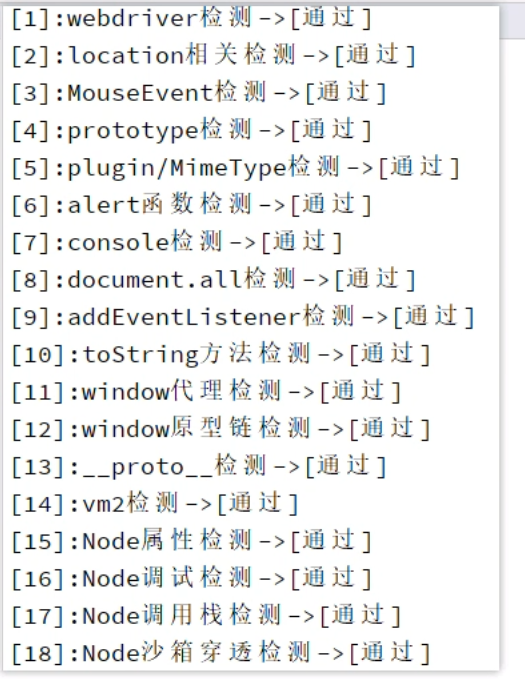 [1]:webdriver检测->[通过]
[2]:location相关检测->[通过]
[3]:MouseEvent检测->[通过]
[4]:prototype检测->[通过]
[5]:plugin/MimeType检测->[通过]
[6]:alert函数检测->[通过]
[7]:console检测->[通过]
[8]:document.all检测->[通过]
[9]:addEventListener检测->[通过]
[10]:toString方法检测->[通过]
[11]:window代理检测->[通过]
[12]:window原型链检测->[通过]
[13]:__proto__检测->[通过]
[14]:vm2检测->[通过]
[15]:Node属性检测->[通过]
[16]:Node调试检测->[通过]
[17]:Node调用栈检测->[通过]
[18]:Node沙箱穿透检测->[通过]